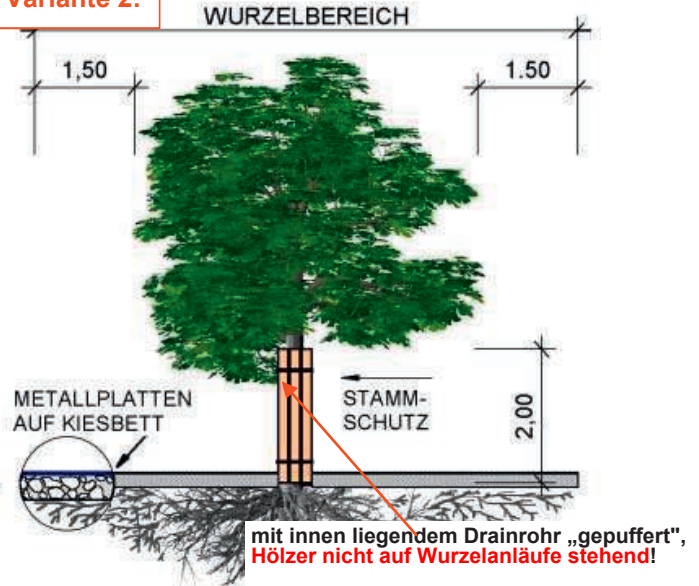 Variante 2:
WURZELBEREICH
1,50
1.50
METALLPLATTEN
AUF KIESBETT
STAMM-
SCHUTZ
2,00
mit innen liegendem Drainrohr „gepuffert",
Hölzer nicht auf Wurzelanläufe stehend!